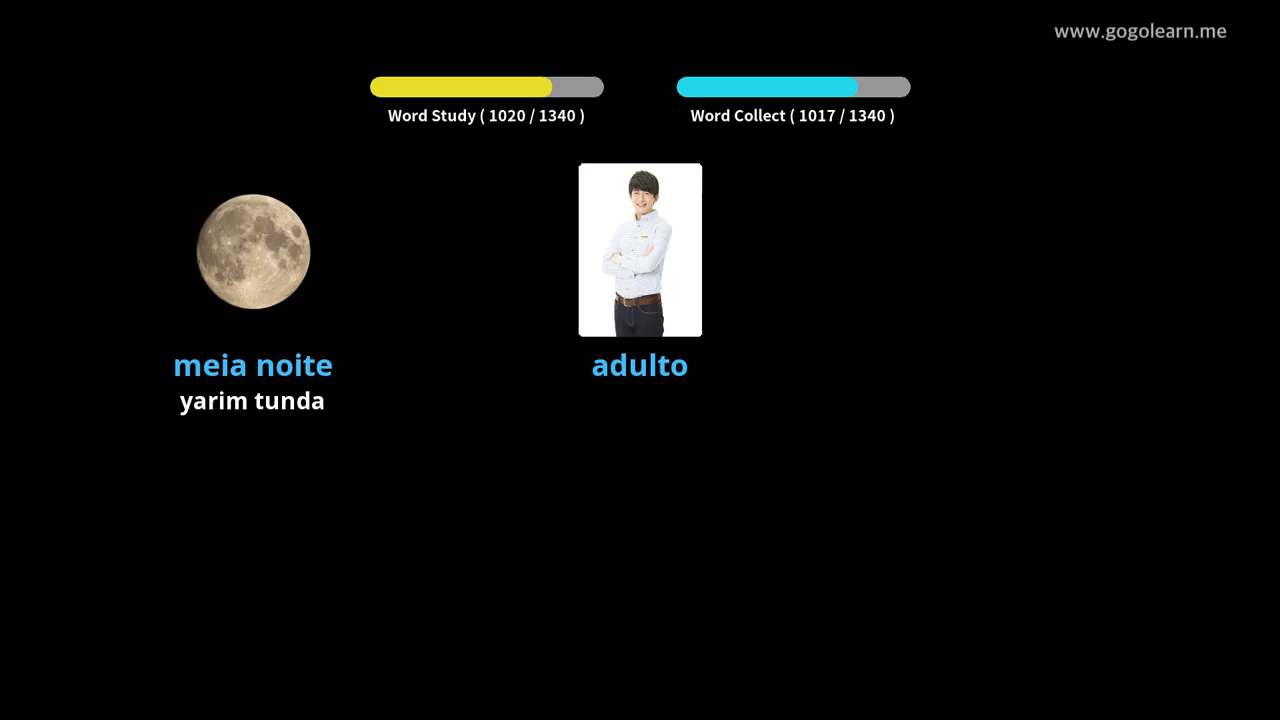 www.gogolearn.me
Word Study ( 1020 / 1340 )
Word Collect ( 1017 / 1340 )
meia noite
yarim tunda
adulto